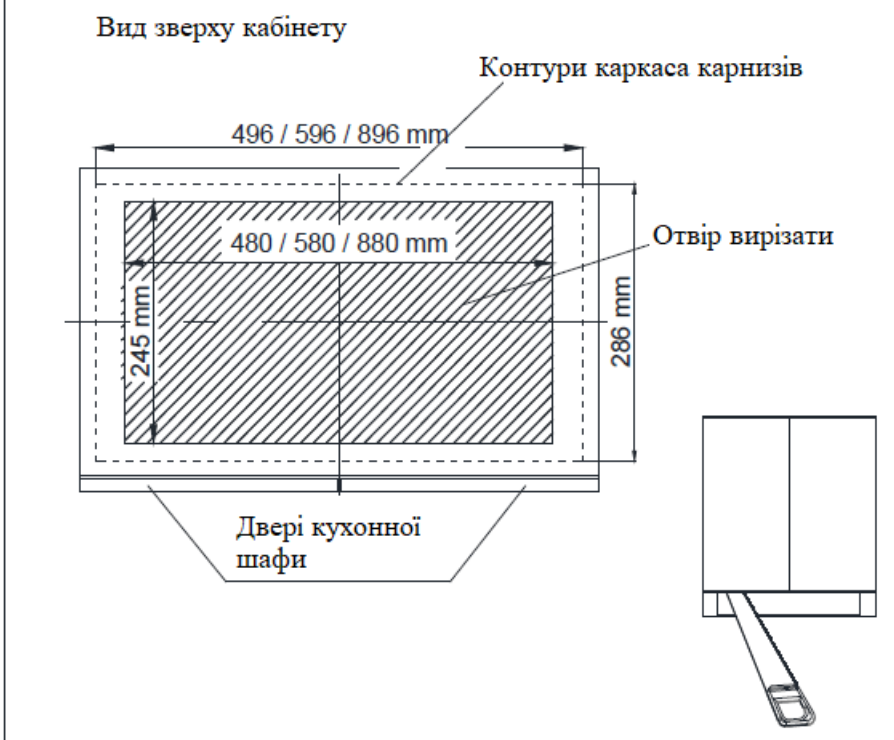 Вид зверху кабінету
Контури каркаса карнизів
496 / 596 / 896 mm
Отвір вирізати
480 / 580 / 880 mm
245 mm
286 mm
Двері кухонної
шафи